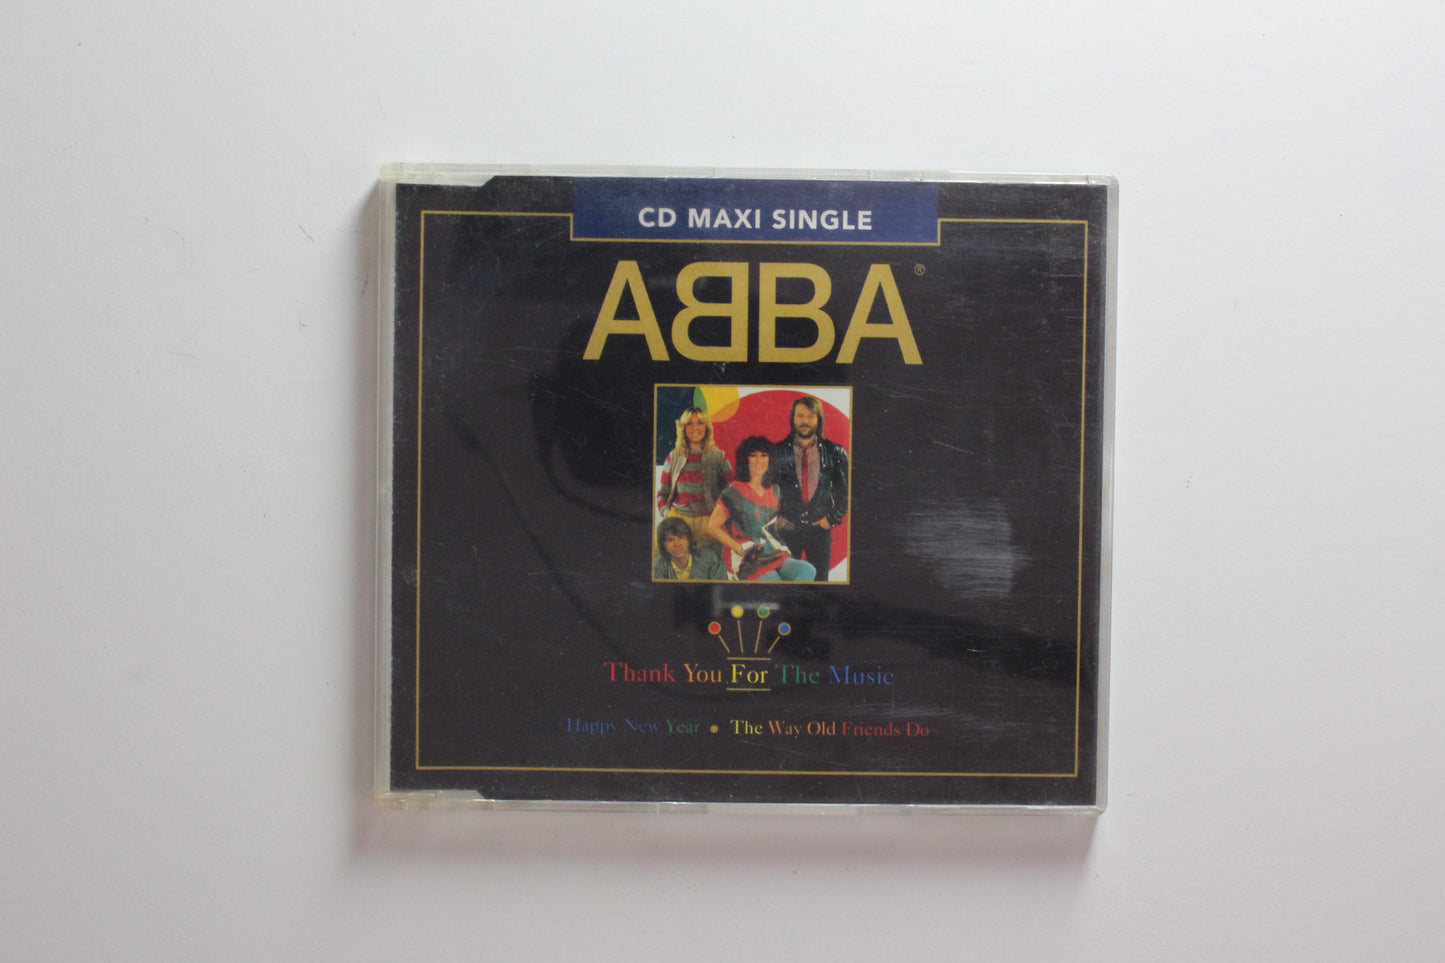 CD MAXI SINGLE
ABBA®
Thank You For The Music
Happy New Year • The Way Old Friends Do